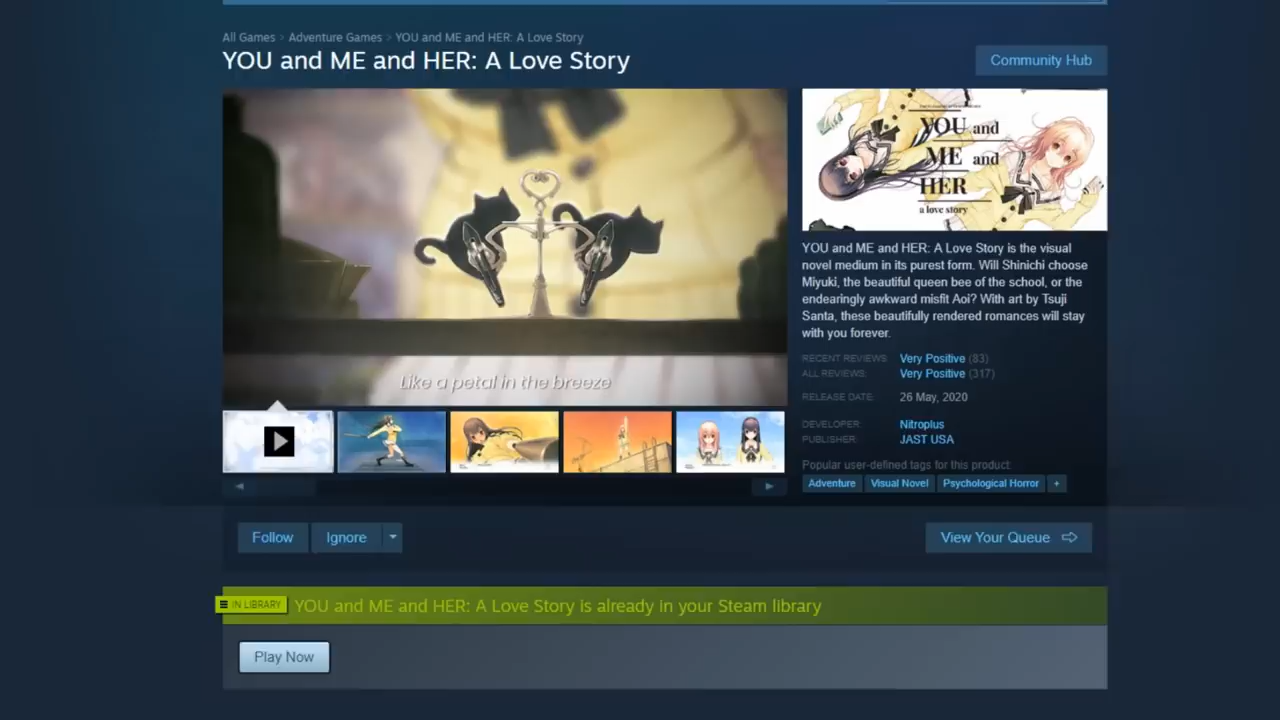 All Games > Adventure Games > YOU and ME and HER: A Love Story
YOU and ME and HER: A Love Story
Community Hub
Like a petal in the breeze
YOU and
ME and
HER
a love story
YOU and ME and HER: A Love Story is the visual
novel medium in its purest form. Will Shinichi choose
Miyuki, the beautiful queen bee of the school, or the
endearingly awkward misfit Aoi? With art by Tsuji
Santa, these beautifully rendered romances will stay
with you forever.
RECENT REVIEWS: Very Positive (83)
ALL REVIEWS: Very Positive (317)
RELEASE DATE: 26 May, 2020
DEVELOPER: Nitroplus
PUBLISHER: JAST USA
Popular user-defined tags for this product:
Adventure Visual Novel Psychological Horror +
Follow Ignore View Your Queue
IN LIBRARY YOU and ME and HER: A Love Story is already in your Steam library
Play Now